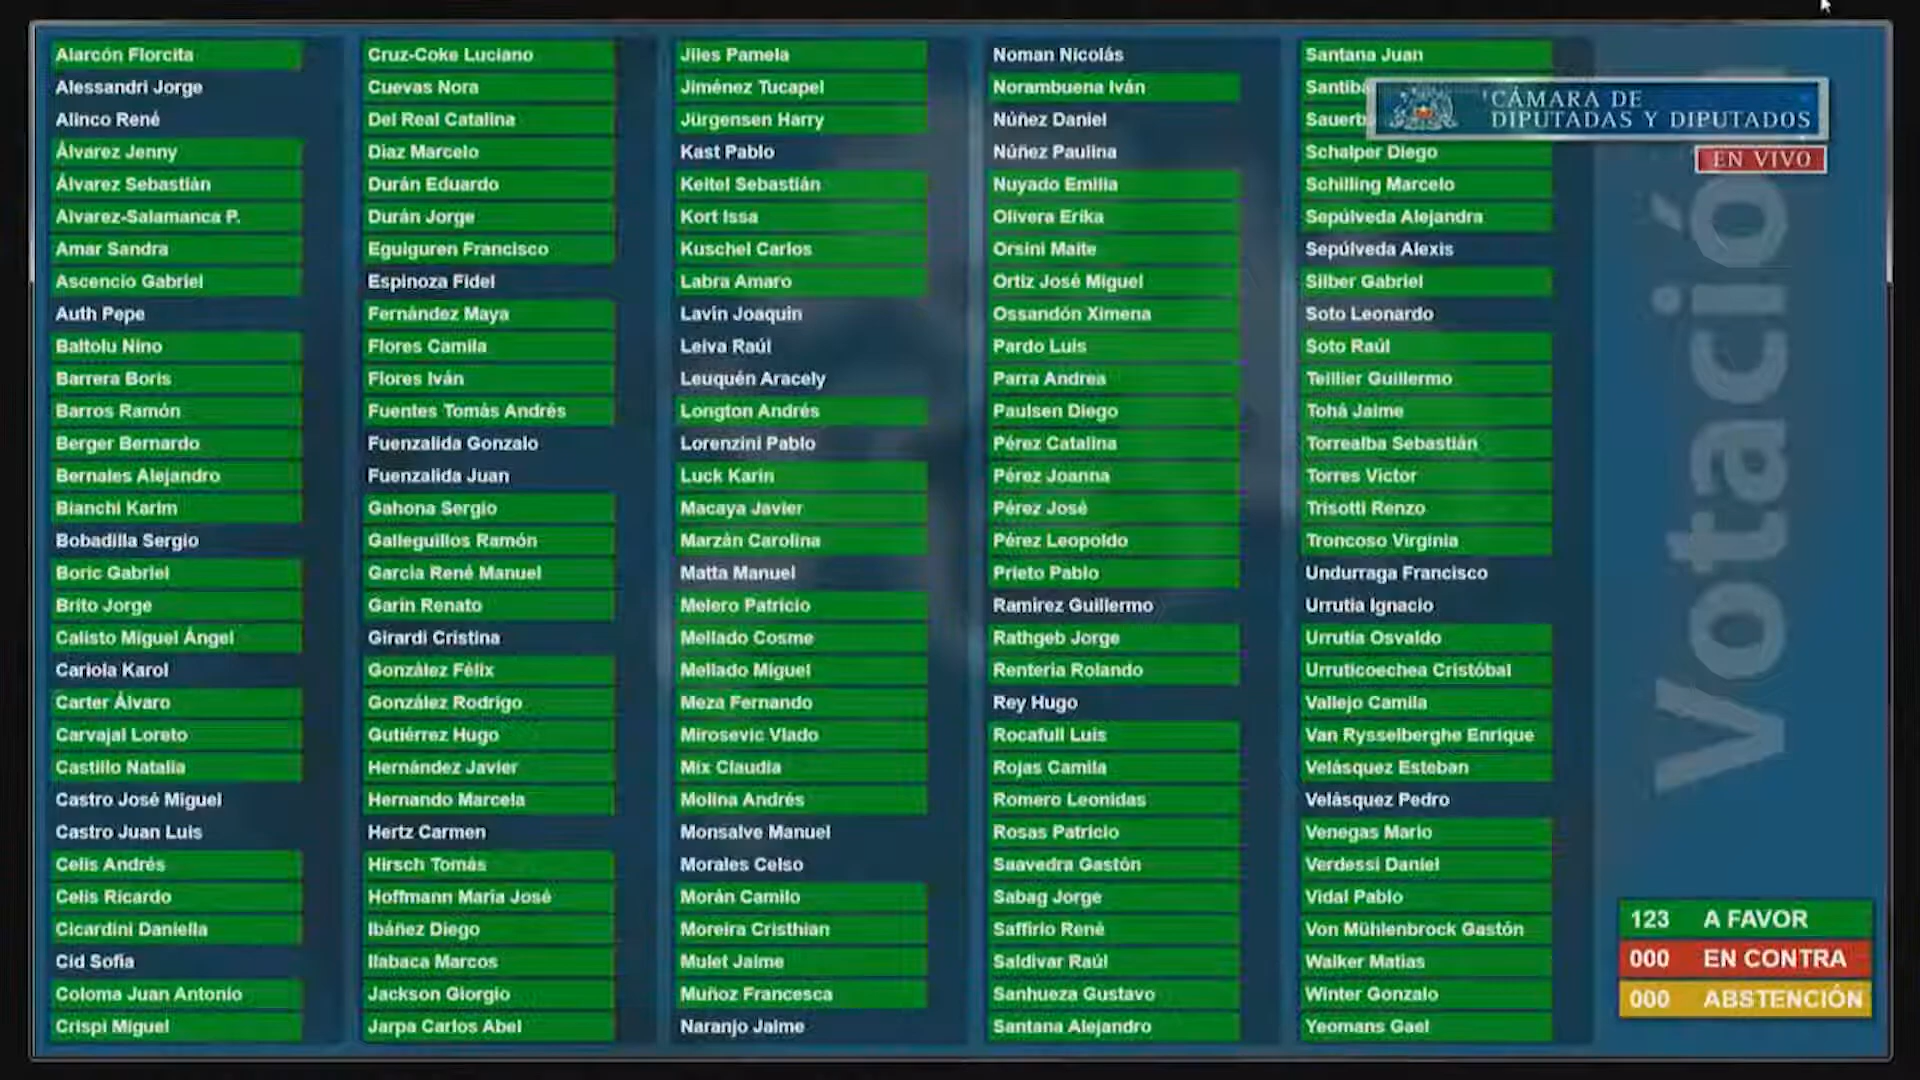 Alarcón Florcita
Alessandri Jorge
Alinco René
Álvarez Jenny
Álvarez Sebastián
Alvarez-Salamanca P.
Amar Sandra
Ascencio Gabriel
Auth Pepe
Baltolu Nino
Barrera Boris
Barros Ramón
Berger Bernardo
Bernales Alejandro
Bianchi Karim
Bobadilla Sergio
Boric Gabriel
Brito Jorge
Calisto Miguel Ángel
Cariola Karol
Carter Álvaro
Carvajal Loreto
Castillo Natalia
Castro José Miguel
Castro Juan Luis
Celis Andrés
Celis Ricardo
Cicardini Daniella
Cid Sofía
Coloma Juan Antonio
Crispi Miguel
Cruz-Coke Luciano
Cuevas Nora
Del Real Catalina
Díaz Marcelo
Durán Eduardo
Durán Jorge
Eguiguren Francisco
Espinoza Fidel
Fernández Maya
Flores Camila
Flores Iván
Fuentes Tomás Andrés
Fuenzalida Gonzalo
Fuenzalida Juan
Gahona Sergio
Galleguillos Ramón
García René Manuel
Garín Renato
Girardi Cristina
González Félix
González Rodrigo
Gutiérrez Hugo
Hernández Javier
Hernando Marcela
Hertz Carmen
Hirsch Tomás
Hoffmann María José
Ibáñez Diego
Ilabaca Marcos
Jackson Giorgio
Jarpa Carlos Abel
Jiles Pamela
Jiménez Tucapel
Jürgensen Harry
Kast Pablo
Keitel Sebastián
Kort Issa
Kuschel Carlos
Labra Amaro
Lavín Joaquín
Leiva Raúl
Leuquén Aracely
Longton Andrés
Lorenzini Pablo
Luck Karin
Macaya Javier
Marzán Carolina
Matta Manuel
Melero Patricio
Mellado Cosme
Mellado Miguel
Meza Fernando
Mirosevic Vlado
Mix Claudia
Molina Andrés
Monsalve Manuel
Morales Celso
Morán Camilo
Moreira Cristhian
Mulet Jaime
Muñoz Francesca
Naranjo Jaime
Noman Nicolás
Norambuena Iván
Núñez Daniel
Núñez Paulina
Nuyado Emilia
Olivera Erika
Orsini Maite
Ortiz José Miguel
Ossandón Ximena
Pardo Luis
Parra Andrea
Paulsen Diego
Pérez Catalina
Pérez Joanna
Pérez José
Pérez Leopoldo
Prieto Pablo
Ramírez Guillermo
Rathgeb Jorge
Rentería Rolando
Rey Hugo
Rocafull Luis
Rojas Camila
Romero Leonidas
Rosas Patricio
Saavedra Gastón
Sabag Jorge
Saffirio René
Saldívar Raúl
Sanhueza Gustavo
Santana Alejandro
Santana Juan
Santib
Sauerb
Schalper Diego
Schilling Marcelo
Sepúlveda Alejandra
Sepúlveda Alexis
Silber Gabriel
Soto Leonardo
Soto Raúl
Teillier Guillermo
Tohá Jaime
Torrealba Sebastián
Torres Víctor
Trisotti Renzo
Troncoso Virginia
Undurraga Francisco
Urrutia Ignacio
Urrutia Osvaldo
Urruticoechea Cristóbal
Vallejo Camila
Van Rysselberghe Enrique
Velásquez Esteban
Velásquez Pedro
Venegas Mario
Verdessi Daniel
Vidal Pablo
Von Mühlenbrock Gastón
Walker Matías
Winter Gonzalo
Yeomans Gael
CÁMARA DE
DIPUTADAS Y DIPUTADOS
EN VIVO
Votación
123 A FAVOR
000 EN CONTRA
000 ABSTENCIÓN